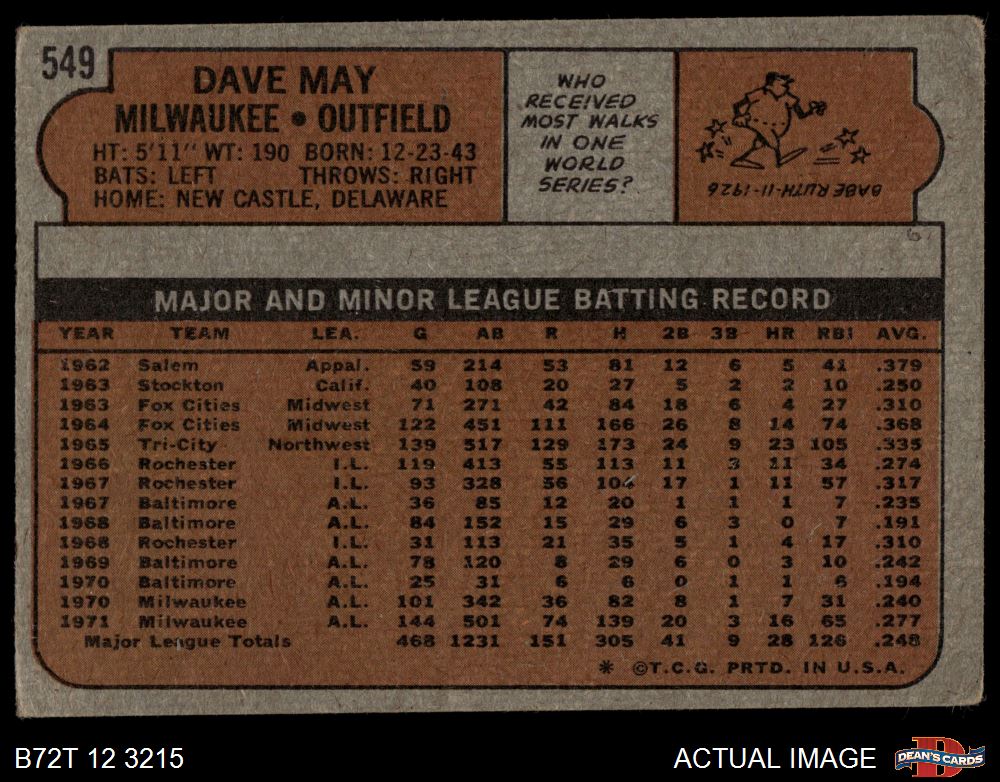 549
DAVE MAY
MILWAUKEE • OUTFIELD
HT: 5'11" WT: 190 BORN: 12-23-43
BATS: LEFT THROWS: RIGHT
HOME: NEW CASTLE, DELAWARE
WHO
RECEIVED
MOST WALKS
IN ONE
WORLD
SERIES?
BABE RUTH-11-1926
MAJOR AND MINOR LEAGUE BATTING RECORD
YEAR TEAM LEA. G AB R H 2B 3B HR RBI AVG.
1962 Salem Appal. 59 214 53 81 12 6 5 41 .379
1963 Stockton Calif. 40 108 20 27 5 2 2 10 .250
1963 Fox Cities Midwest 71 271 42 84 18 6 4 27 .310
1964 Fox Cities Midwest 122 451 111 166 26 8 14 74 .368
1965 Tri-City Northwest 139 517 129 173 24 9 23 105 .335
1966 Rochester I.L. 119 413 55 113 11 3 11 34 .274
1967 Rochester I.L. 93 328 56 104 17 1 11 57 .317
1967 Baltimore A.L. 36 85 12 20 1 1 1 7 .235
1968 Baltimore A.L. 84 152 15 29 6 3 0 7 .191
1968 Rochester I.L. 31 113 21 35 5 1 4 17 .310
1969 Baltimore A.L. 78 120 8 29 6 0 3 10 .242
1970 Baltimore A.L. 25 31 6 6 0 1 1 6 .194
1970 Milwaukee A.L. 101 342 36 82 8 1 7 31 .240
1971 Milwaukee A.L. 144 501 74 139 20 3 16 65 .277
Major League Totals 468 1231 151 305 41 9 28 126 .248
* ©T.C.G. PRTD. IN U.S.A.
B72T 12 3215
ACTUAL IMAGE
DEAN'S CARDS